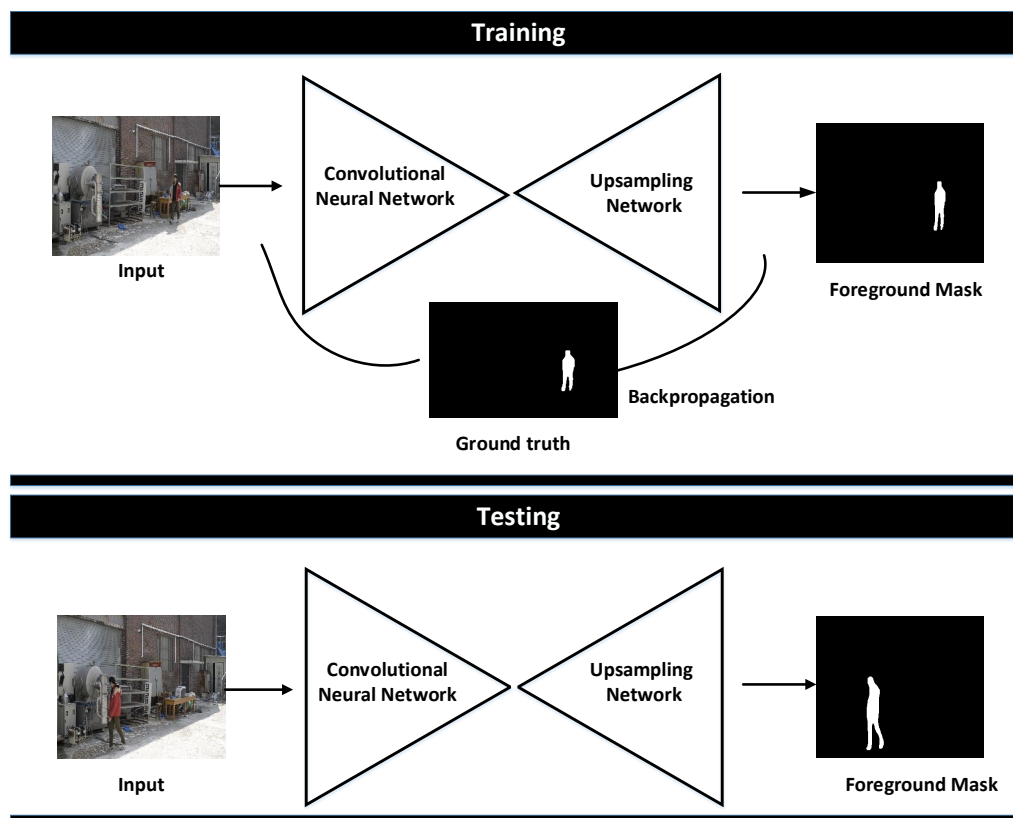 Training
Convolutional
Neural Network
Upsampling
Network
Input
Foreground Mask
Backpropagation
Ground truth
Testing
Convolutional
Neural Network
Upsampling
Network
Input
Foreground Mask